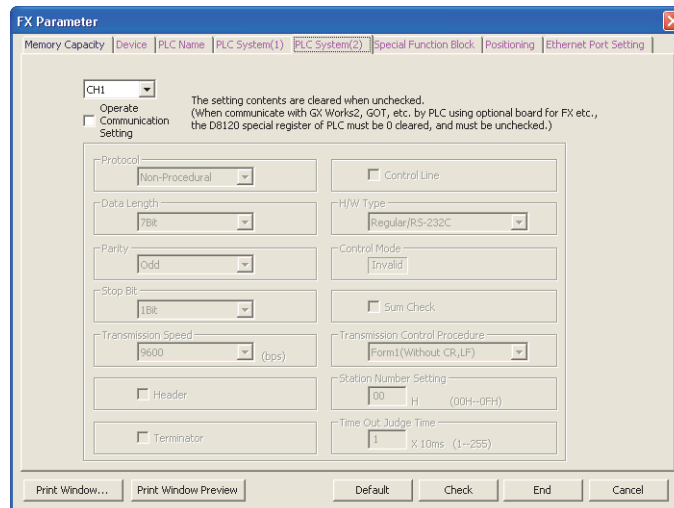 FX Parameter
Memory Capacity Device PLC Name PLC System(1) PLC System(2) Special Function Block Positioning Ethernet Port Setting
CH1
Operate
Communication
Setting
The setting contents are cleared when unchecked.
(When communicate with GX Works2, GOT, etc. by PLC using optional board for FX etc.,
the D8120 special register of PLC must be 0 cleared, and must be unchecked.)
Protocol
Non-Procedural
Control Line
Data Length
7Bit
H/W Type
Regular/RS-232C
Parity
Odd
Control Mode
Invalid
Stop Bit
1Bit
Sum Check
Transmission Speed
9600 (bps)
Transmission Control Procedure
Form1(Without CR,LF)
Header
Station Number Setting
00 H (00H--0FH)
Terminator
Time Out Judge Time
1 X 10ms (1--255)
Print Window... Print Window Preview Default Check End Cancel